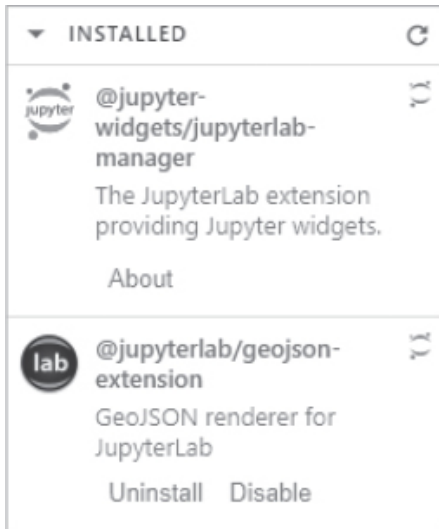 INSTALLED
jupyter
@jupyter-
widgets/jupyterlab-
manager
The JupyterLab extension
providing Jupyter widgets.
About
lab
@jupyterlab/geojson-
extension
GeoJSON renderer for
JupyterLab
Uninstall Disable